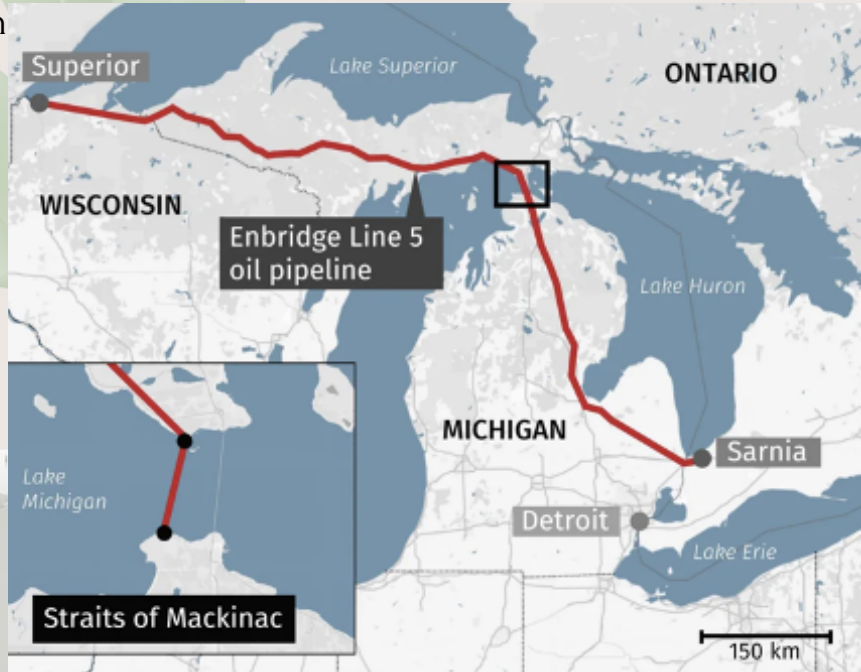 n
Superior
Lake Superior
ONTARIO
WISCONSIN
Enbridge Line 5
oil pipeline
Lake Huron
MICHIGAN
Sarnia
Lake
Michigan
Detroit
Lake Erie
Straits of Mackinac
150 km